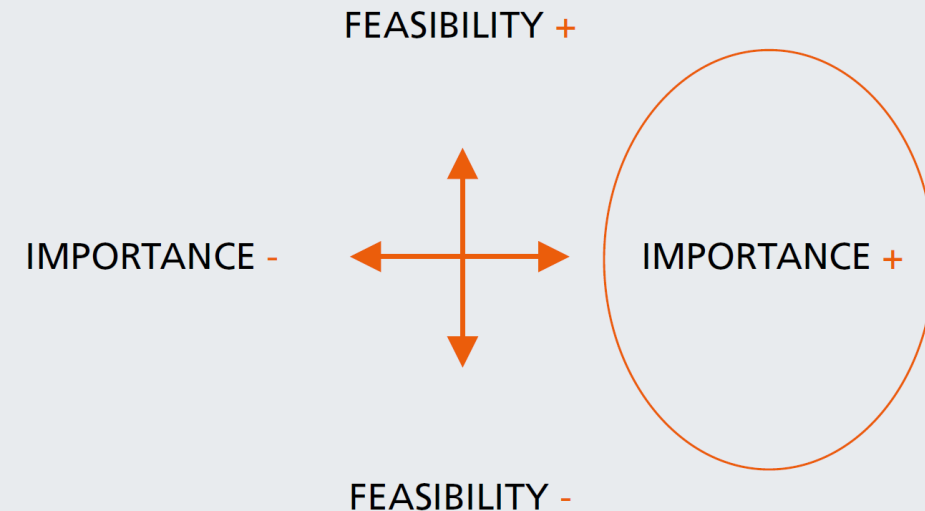 FEASIBILITY +
IMPORTANCE -
IMPORTANCE +
FEASIBILITY -